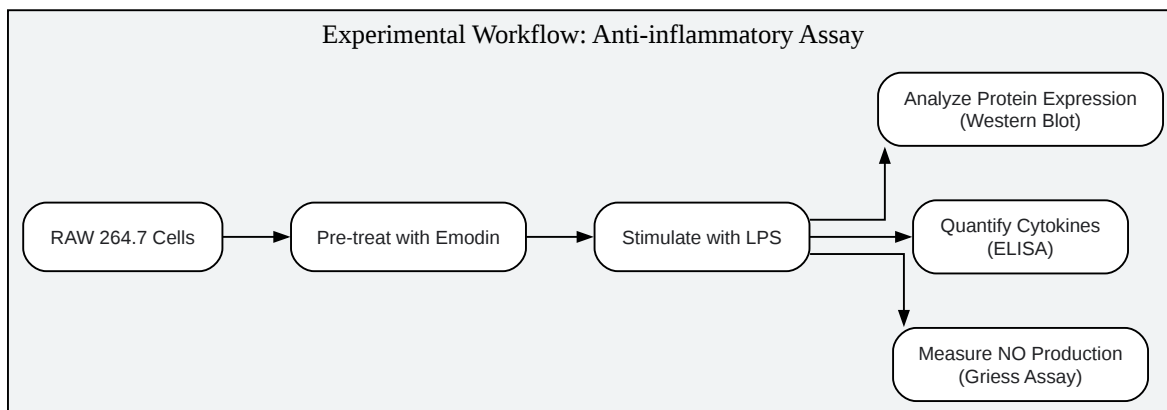 Experimental Workflow: Anti-inflammatory Assay
RAW 264.7 Cells
Pre-treat with Emodin
Stimulate with LPS
Analyze Protein Expression
(Western Blot)
Quantify Cytokines
(ELISA)
Measure NO Production
(Griess Assay)